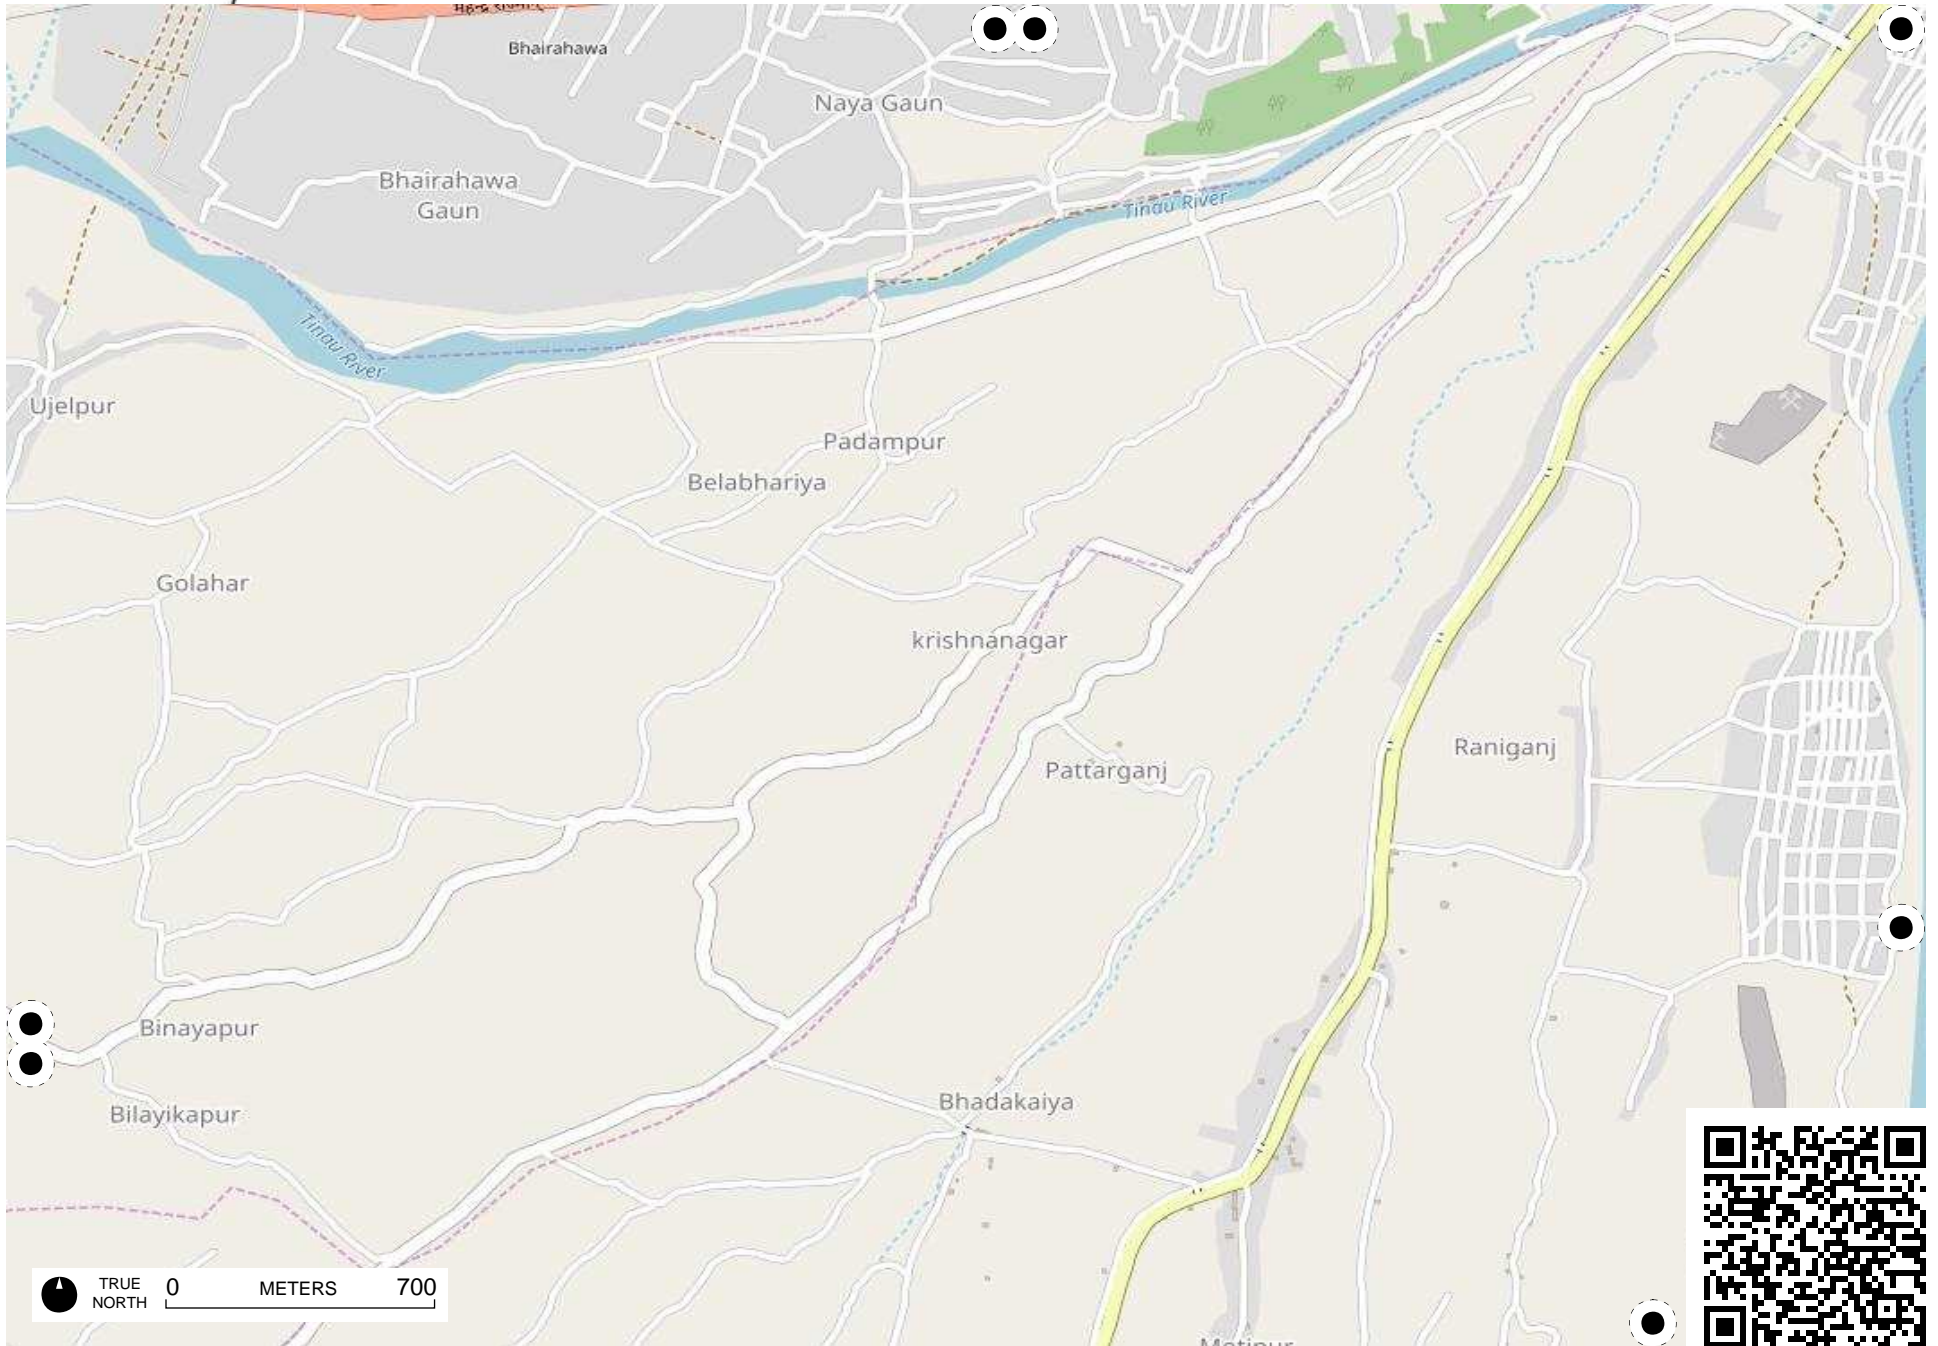 Bhairahawa
Naya Gaun
Bhairahawa
Gaun
Tinau River
Tinau River
Ujelpur
Padampur
Belabhariya
Golahar
krishnanagar
Raniganj
Pattarganj
Binayapur
Bhadakaiya
Bilayikapur
TRUE
NORTH
0 METERS 700